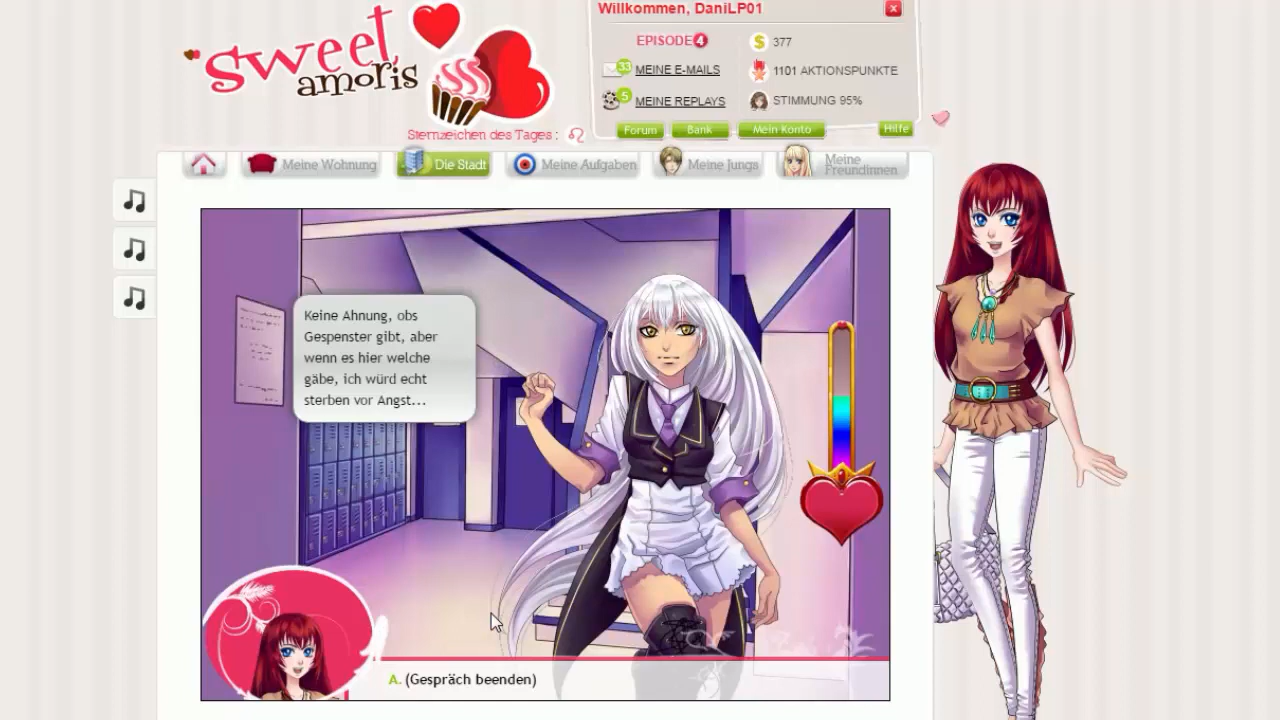 sweet
amoris
Willkommen, DaniLP01
x
EPISODE 4
$ 377
33 MEINE E-MAILS
1101 AKTIONSPUNKTE
5 MEINE REPLAYS
STIMMUNG 95%
Sternzeichen des Tages : ♌
Forum
Bank
Mein Konto
Hilfe
Meine Wohnung
Die Stadt
Meine Aufgaben
Meine Jungs
Meine
Freundinnen
Keine Ahnung, obs
Gespenster gibt, aber
wenn es hier welche
gäbe, ich würd echt
sterben vor Angst...
A. (Gespräch beenden)